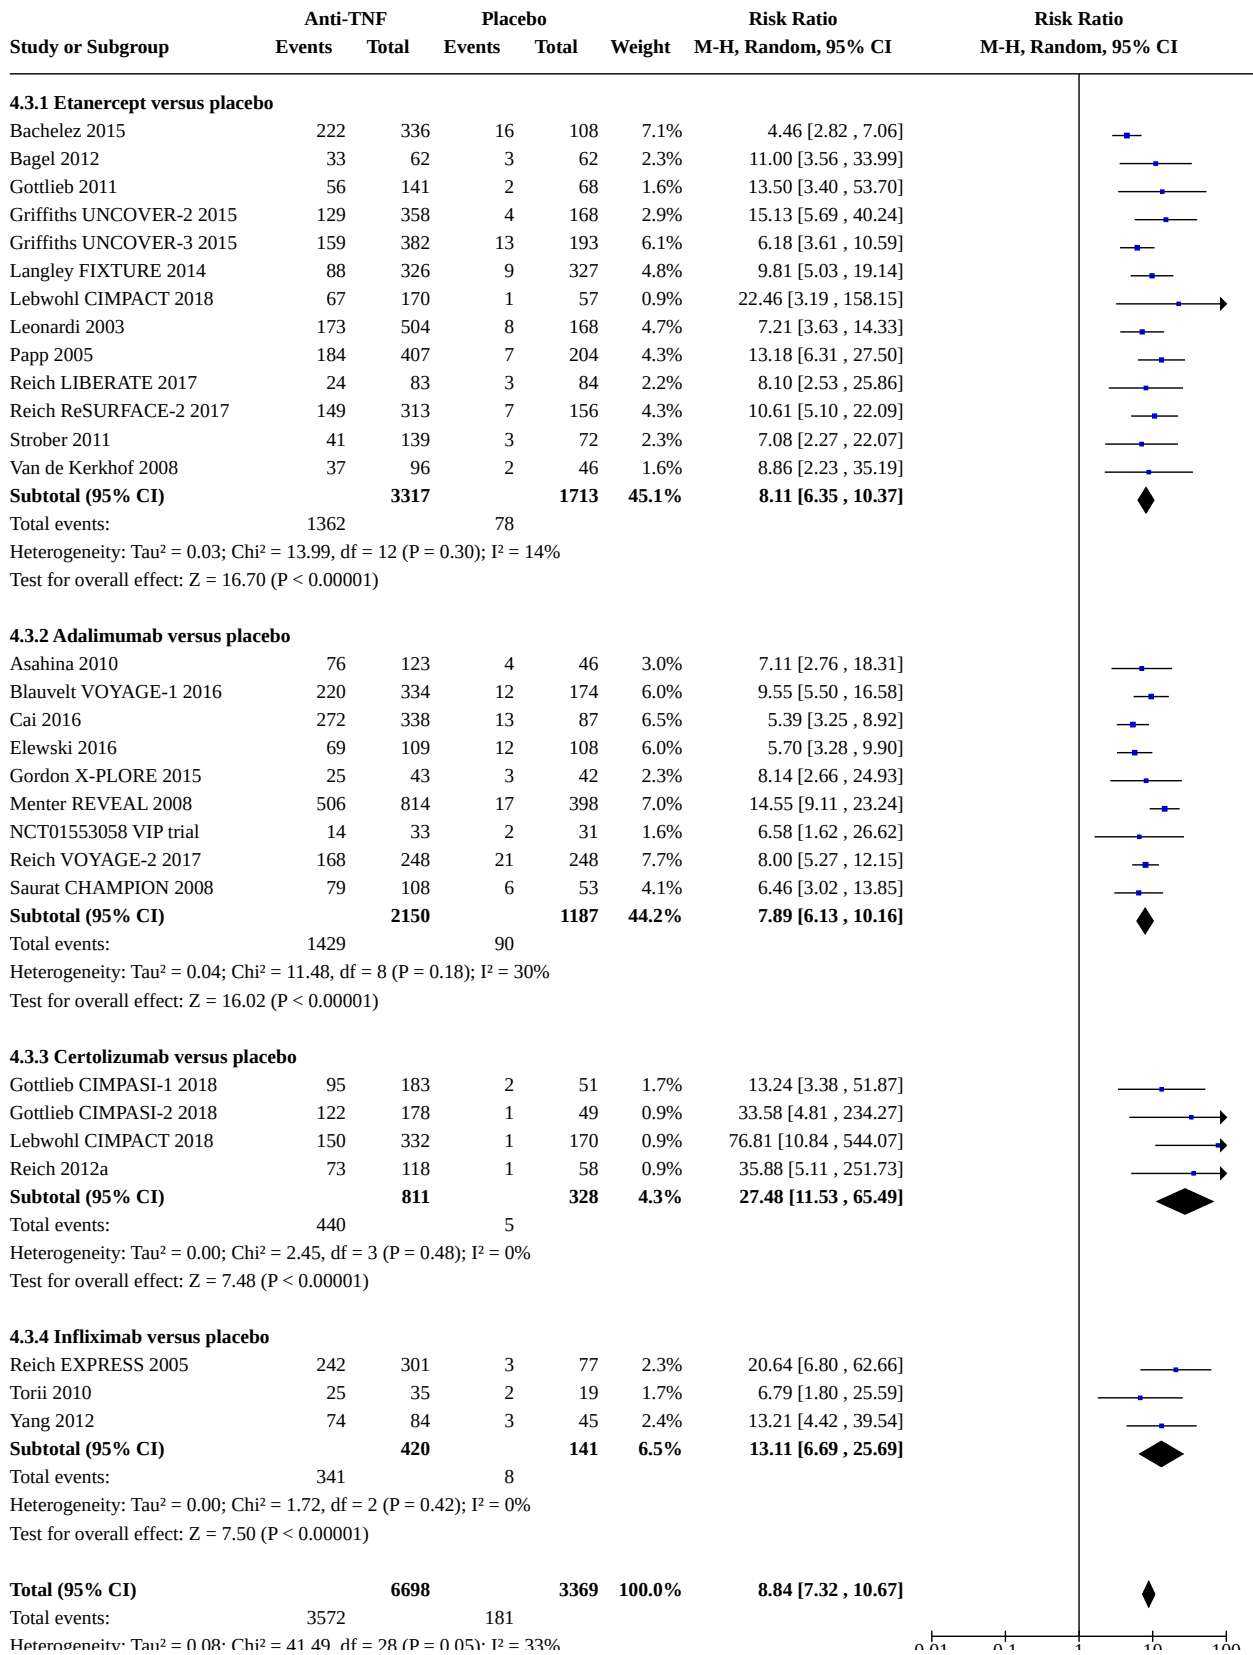 Anti-TNF Placebo Risk Ratio Risk Ratio
Study or Subgroup Events Total Events Total Weight M-H, Random, 95% CI M-H, Random, 95% CI
4.3.1 Etanercept versus placebo
Bachelez 2015 222 336 16 108 7.1% 4.46 [2.82 , 7.06]
Bagel 2012 33 62 3 62 2.3% 11.00 [3.56 , 33.99]
Gottlieb 2011 56 141 2 68 1.6% 13.50 [3.40 , 53.70]
Griffiths UNCOVER-2 2015 129 358 4 168 2.9% 15.13 [5.69 , 40.24]
Griffiths UNCOVER-3 2015 159 382 13 193 6.1% 6.18 [3.61 , 10.59]
Langley FIXTURE 2014 88 326 9 327 4.8% 9.81 [5.03 , 19.14]
Lebwohl CIMPACT 2018 67 170 1 57 0.9% 22.46 [3.19 , 158.15]
Leonardi 2003 173 504 8 168 4.7% 7.21 [3.63 , 14.33]
Papp 2005 184 407 7 204 4.3% 13.18 [6.31 , 27.50]
Reich LIBERATE 2017 24 83 3 84 2.2% 8.10 [2.53 , 25.86]
Reich ReSURFACE-2 2017 149 313 7 156 4.3% 10.61 [5.10 , 22.09]
Strober 2011 41 139 3 72 2.3% 7.08 [2.27 , 22.07]
Van de Kerkhof 2008 37 96 2 46 1.6% 8.86 [2.23 , 35.19]
Subtotal (95% CI) 3317 1713 45.1% 8.11 [6.35 , 10.37]
Total events: 1362 78
Heterogeneity: Tau² = 0.03; Chi² = 13.99, df = 12 (P = 0.30); I² = 14%
Test for overall effect: Z = 16.70 (P < 0.00001)
4.3.2 Adalimumab versus placebo
Asahina 2010 76 123 4 46 3.0% 7.11 [2.76 , 18.31]
Blauvelt VOYAGE-1 2016 220 334 12 174 6.0% 9.55 [5.50 , 16.58]
Cai 2016 272 338 13 87 6.5% 5.39 [3.25 , 8.92]
Elewski 2016 69 109 12 108 6.0% 5.70 [3.28 , 9.90]
Gordon X-PLORE 2015 25 43 3 42 2.3% 8.14 [2.66 , 24.93]
Menter REVEAL 2008 506 814 17 398 7.0% 14.55 [9.11 , 23.24]
NCT01553058 VIP trial 14 33 2 31 1.6% 6.58 [1.62 , 26.62]
Reich VOYAGE-2 2017 168 248 21 248 7.7% 8.00 [5.27 , 12.15]
Saurat CHAMPION 2008 79 108 6 53 4.1% 6.46 [3.02 , 13.85]
Subtotal (95% CI) 2150 1187 44.2% 7.89 [6.13 , 10.16]
Total events: 1429 90
Heterogeneity: Tau² = 0.04; Chi² = 11.48, df = 8 (P = 0.18); I² = 30%
Test for overall effect: Z = 16.02 (P < 0.00001)
4.3.3 Certolizumab versus placebo
Gottlieb CIMPASI-1 2018 95 183 2 51 1.7% 13.24 [3.38 , 51.87]
Gottlieb CIMPASI-2 2018 122 178 1 49 0.9% 33.58 [4.81 , 234.27]
Lebwohl CIMPACT 2018 150 332 1 170 0.9% 76.81 [10.84 , 544.07]
Reich 2012a 73 118 1 58 0.9% 35.88 [5.11 , 251.73]
Subtotal (95% CI) 811 328 4.3% 27.48 [11.53 , 65.49]
Total events: 440 5
Heterogeneity: Tau² = 0.00; Chi² = 2.45, df = 3 (P = 0.48); I² = 0%
Test for overall effect: Z = 7.48 (P < 0.00001)
4.3.4 Infliximab versus placebo
Reich EXPRESS 2005 242 301 3 77 2.3% 20.64 [6.80 , 62.66]
Torii 2010 25 35 2 19 1.7% 6.79 [1.80 , 25.59]
Yang 2012 74 84 3 45 2.4% 13.21 [4.42 , 39.54]
Subtotal (95% CI) 420 141 6.5% 13.11 [6.69 , 25.69]
Total events: 341 8
Heterogeneity: Tau² = 0.00; Chi² = 1.72, df = 2 (P = 0.42); I² = 0%
Test for overall effect: Z = 7.50 (P < 0.00001)
Total (95% CI) 6698 3369 100.0% 8.84 [7.32 , 10.67]
Total events: 3572 181
Heterogeneity: Tau² = 0.08; Chi² = 41.49, df = 28 (P = 0.05); I² = 33% 0.01 0.1 1 10 100